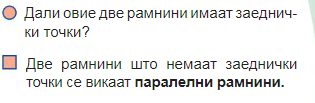 Дали овие две рамнини имаат заеднич-
ки точки?
Две рамнини што немаат заеднички
точки се викаат паралелни рамнини.